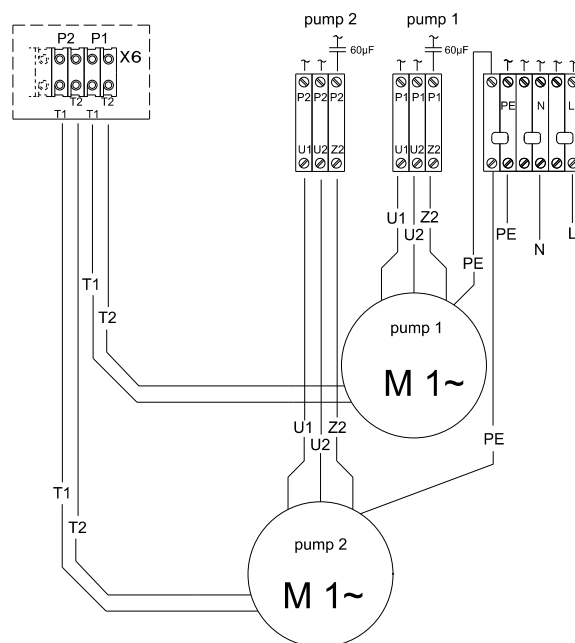 pump 2 pump 1
60µF 60µF
P2 P1 X6
T2 T2
T1 T1
P2 P2 P2 P1 P1 P1 PE N L
U1 U2 Z2 U1 U2 Z2
U1 Z2
U2
PE N L
PE
T1
T2
pump 1
M 1~
U1 Z2
U2
PE
T1
T2
pump 2
M 1~